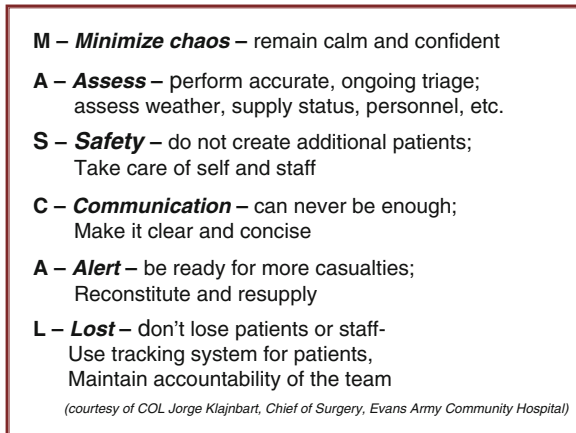 M – Minimize chaos – remain calm and confident
A – Assess – perform accurate, ongoing triage;
assess weather, supply status, personnel, etc.
S – Safety – do not create additional patients;
Take care of self and staff
C – Communication – can never be enough;
Make it clear and concise
A – Alert – be ready for more casualties;
Reconstitute and resupply
L – Lost – don’t lose patients or staff-
Use tracking system for patients,
Maintain accountability of the team
(courtesy of COL Jorge Klajnbart, Chief of Surgery, Evans Army Community Hospital)